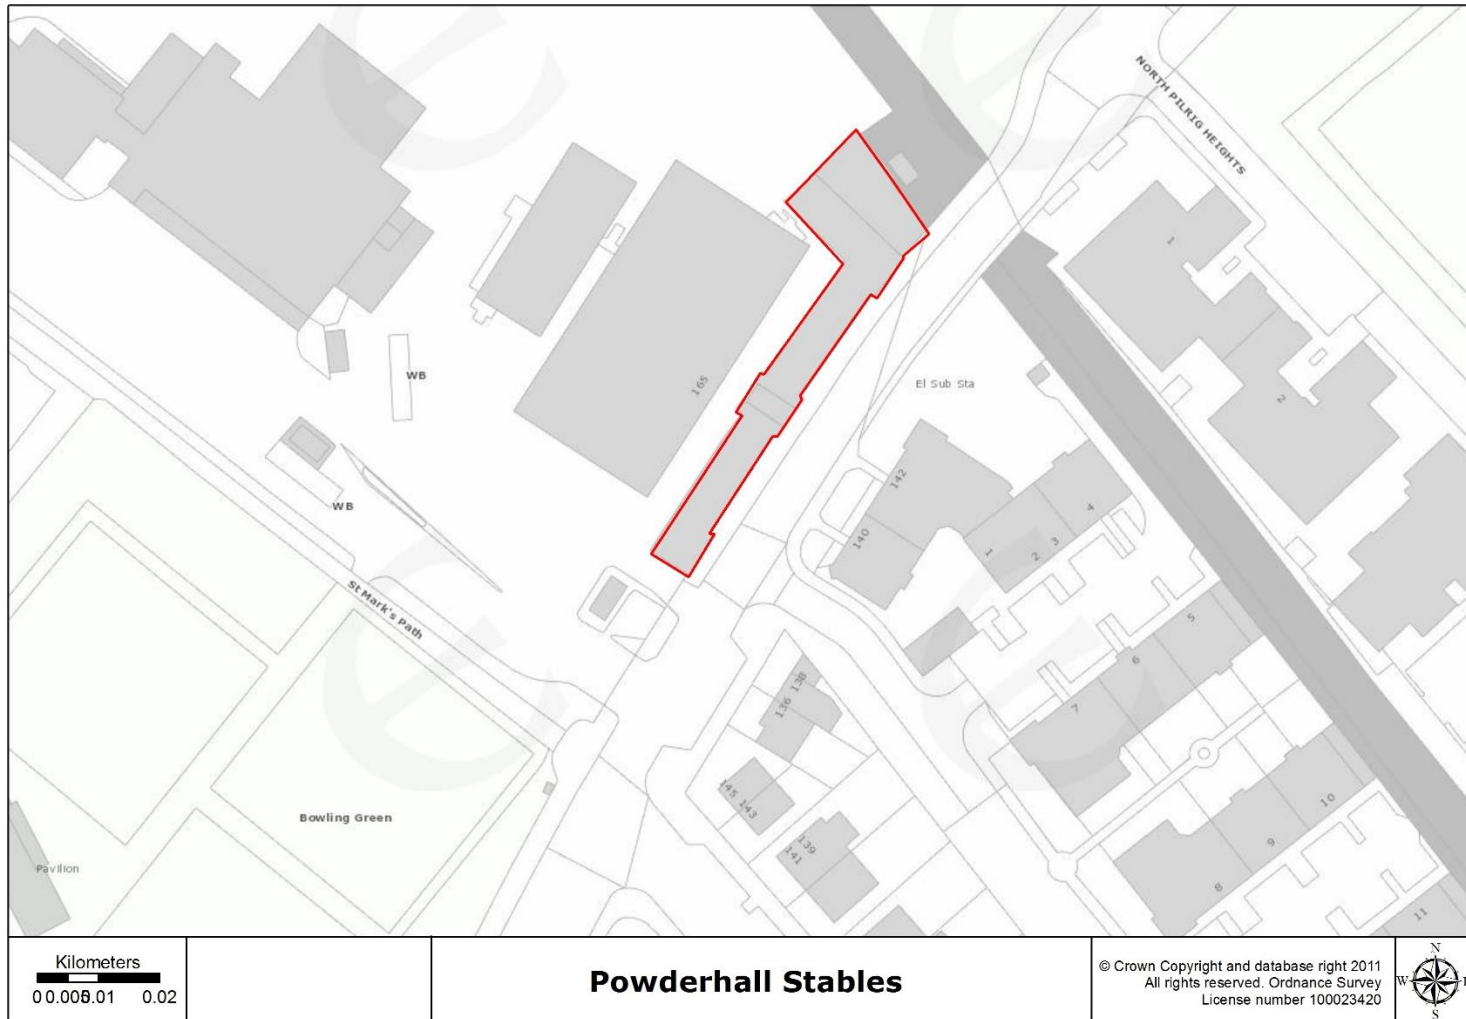 NORTH PILRIG HEIGHTS
1
2
WB
165
El Sub Sta
142
140
1
2
3
4
WB
St Mark's Path
5
6
7
136 138
145 143
139
141
Bowling Green
Pavilion
8
9
10
11
Kilometers
0 0.005 0.01 0.02
Powderhall Stables
© Crown Copyright and database right 2011
All rights reserved. Ordnance Survey
License number 100023420
N
W
E
S